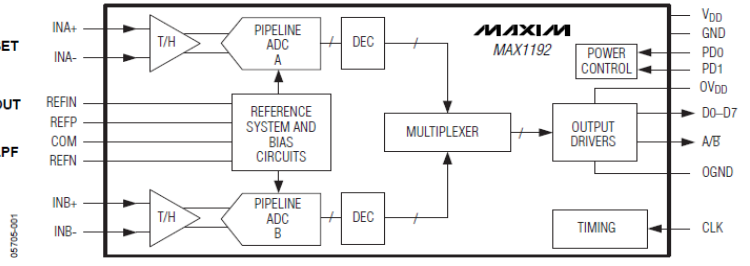 INA+
INA-
T/H
PIPELINE
ADC
A
DEC
MAXIM
MAX1192
VDD
GND
POWER
CONTROL
PD0
PD1
OVDD
ET
OUT
PF
REFIN
REFP
COM
REFN
REFERENCE
SYSTEM AND
BIAS
CIRCUITS
MULTIPLEXER
OUTPUT
DRIVERS
D0–D7
A/B̅
OGND
INB+
INB-
T/H
PIPELINE
ADC
B
DEC
TIMING
CLK
05705-001